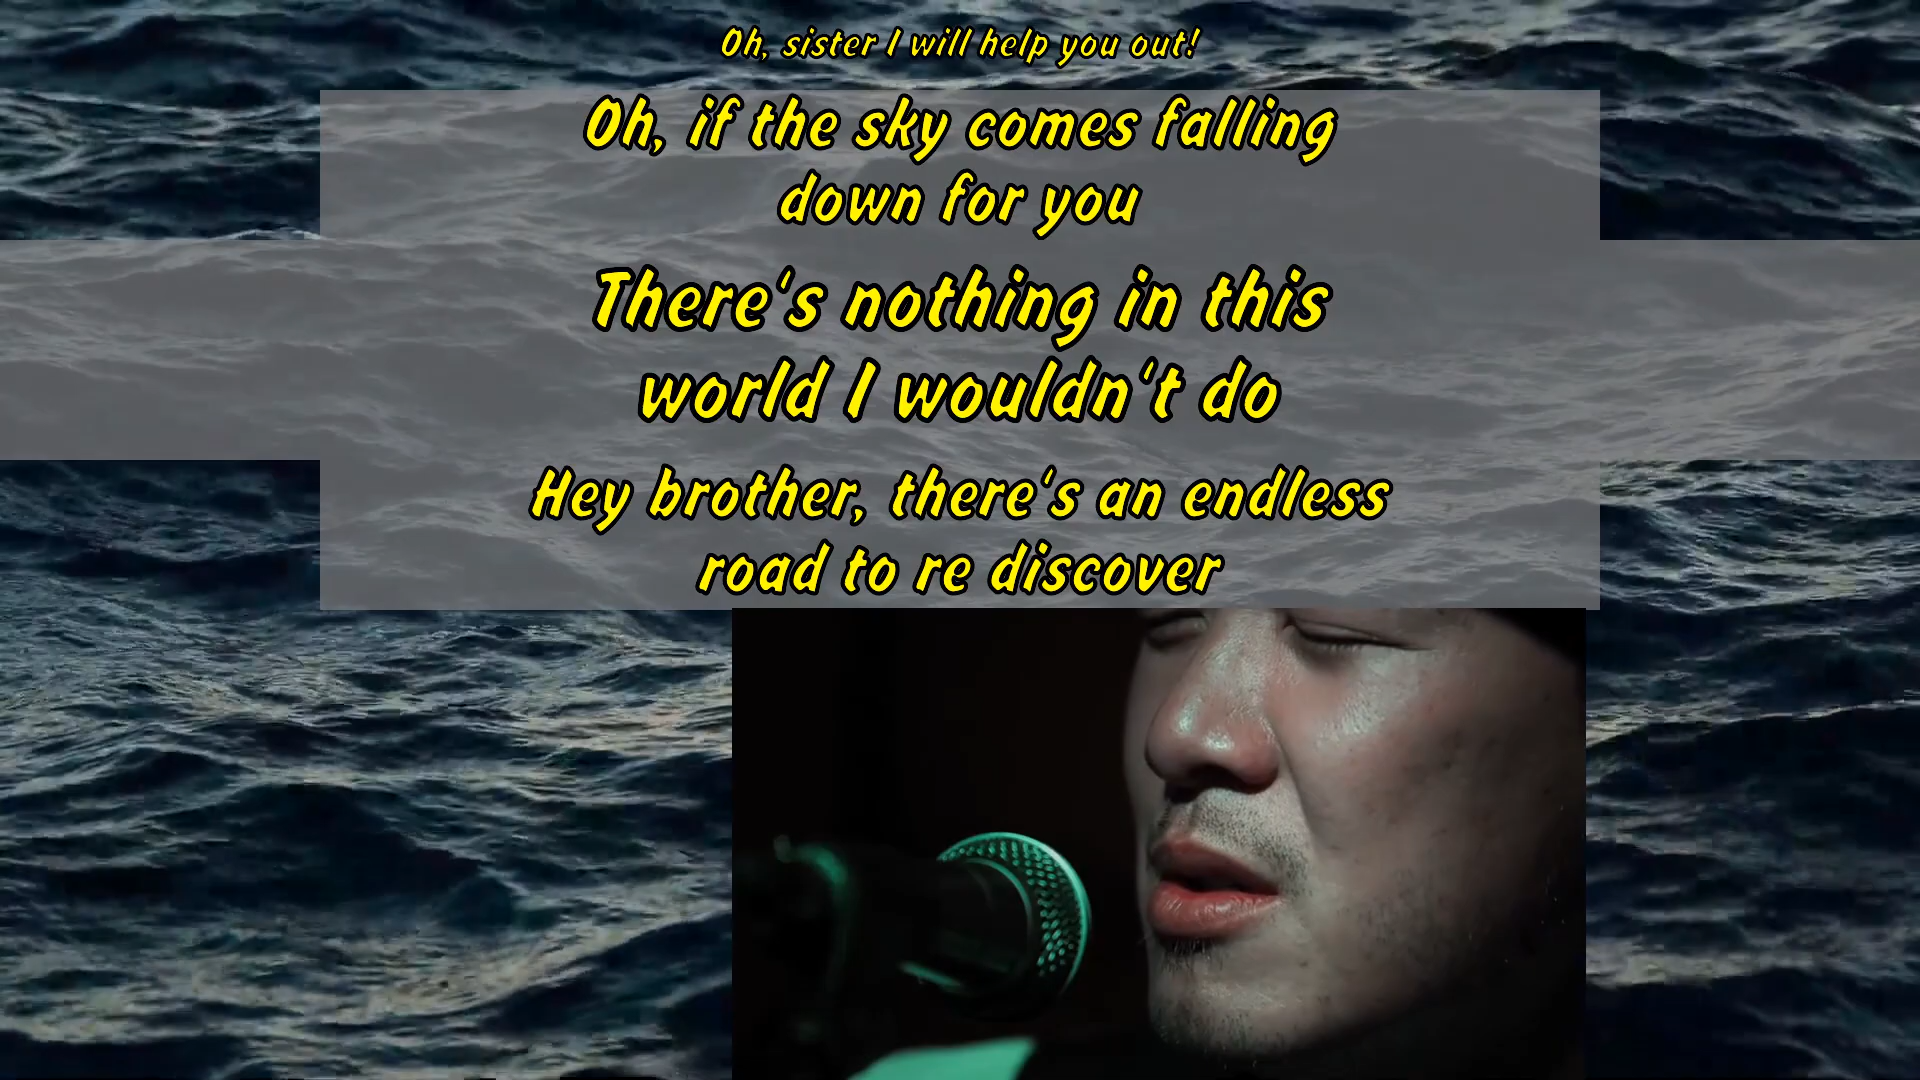 Oh, sister I will help you out!
Oh, if the sky comes falling
down for you
There's nothing in this
world I wouldn't do
Hey brother, there's an endless
road to re discover